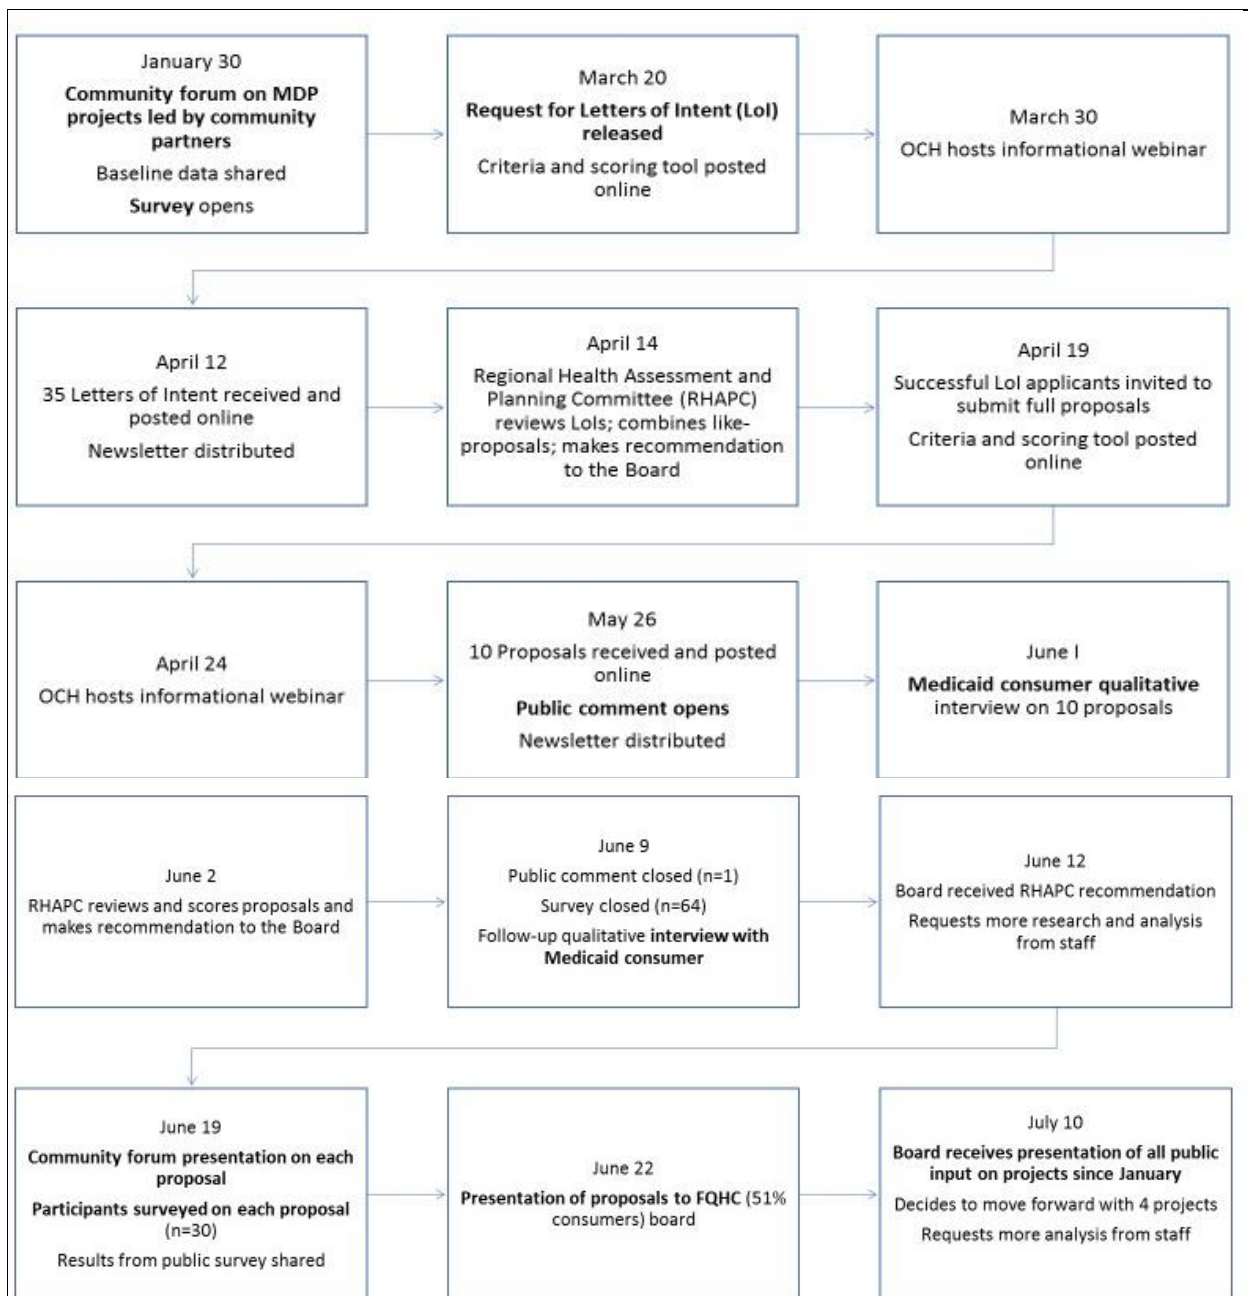 January 30
Community forum on MDP
projects led by community
partners
Baseline data shared
Survey opens
March 20
Request for Letters of Intent (LoI)
released
Criteria and scoring tool posted
online
March 30
OCH hosts informational webinar
April 12
35 Letters of Intent received and
posted online
Newsletter distributed
April 14
Regional Health Assessment and
Planning Committee (RHAPC)
reviews LoIs; combines like-
proposals; makes recommendation
to the Board
April 19
Successful LoI applicants invited to
submit full proposals
Criteria and scoring tool posted
online
April 24
OCH hosts informational webinar
May 26
10 Proposals received and posted
online
Public comment opens
Newsletter distributed
June I
Medicaid consumer qualitative
interview on 10 proposals
June 2
RHAPC reviews and scores proposals and
makes recommendation to the Board
June 9
Public comment closed (n=1)
Survey closed (n=64)
Follow-up qualitative interview with
Medicaid consumer
June 12
Board received RHAPC recommendation
Requests more research and analysis
from staff
June 19
Community forum presentation on each
proposal
Participants surveyed on each proposal
(n=30)
Results from public survey shared
June 22
Presentation of proposals to FQHC (51%
consumers) board
July 10
Board receives presentation of all public
input on projects since January
Decides to move forward with 4 projects
Requests more analysis from staff